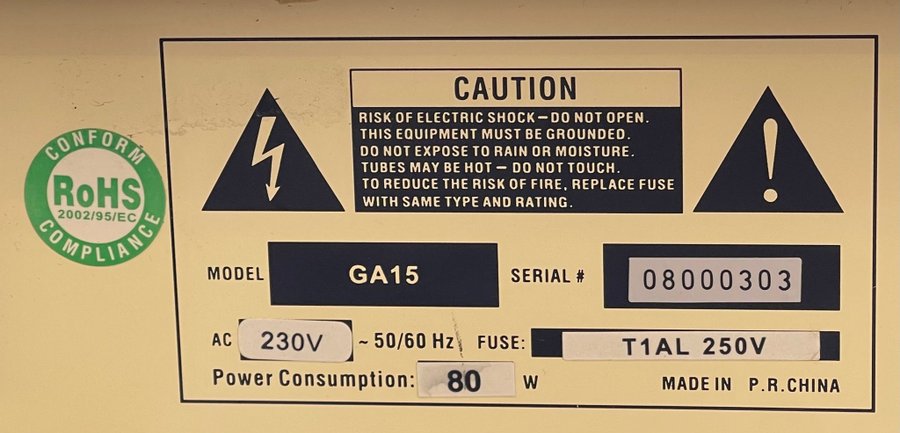 CONFORM
RoHS
2002/95/EC
COMPLIANCE
CAUTION
RISK OF ELECTRIC SHOCK – DO NOT OPEN.
THIS EQUIPMENT MUST BE GROUNDED.
DO NOT EXPOSE TO RAIN OR MOISTURE.
TUBES MAY BE HOT – DO NOT TOUCH.
TO REDUCE THE RISK OF FIRE, REPLACE FUSE
WITH SAME TYPE AND RATING.
MODEL GA15 SERIAL # 08000303
AC 230V ~ 50/60 Hz FUSE: T1AL 250V
Power Consumption: 80 W MADE IN P.R.CHINA